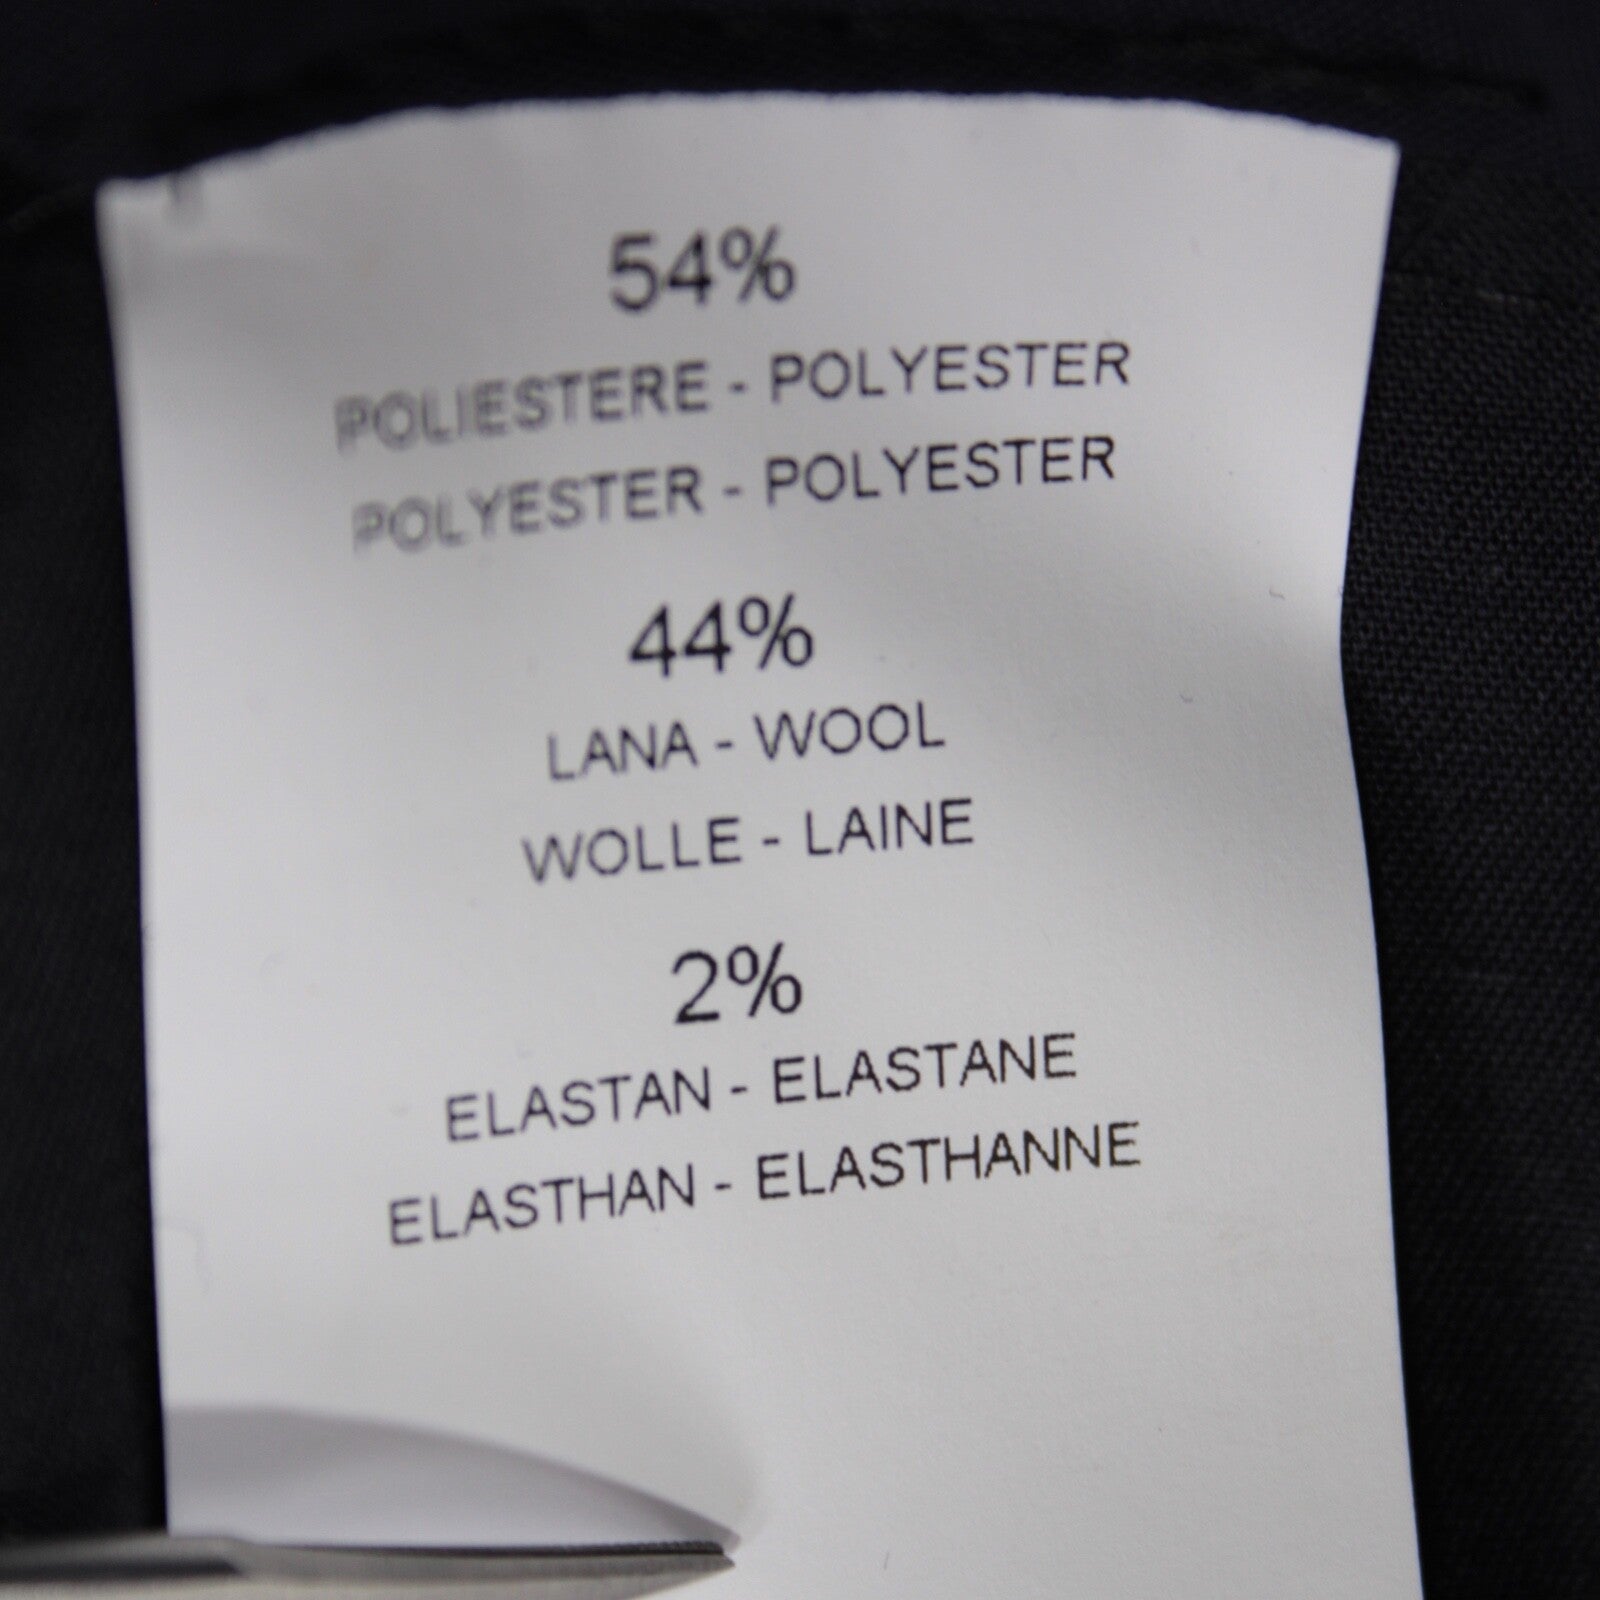 54%
POLIESTERE - POLYESTER
POLYESTER - POLYESTER
44%
LANA - WOOL
WOLLE - LAINE
2%
ELASTAN - ELASTANE
ELASTHAN - ELASTHANNE